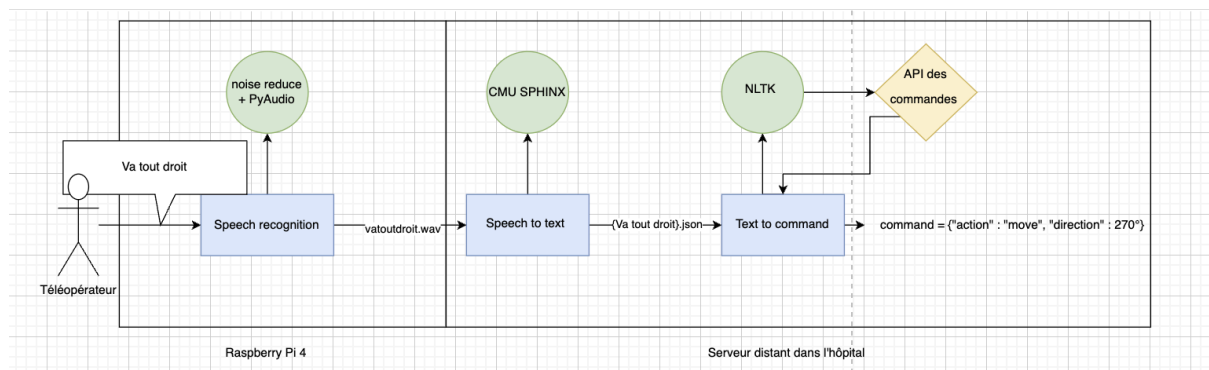 noise reduce
+ PyAudio
CMU SPHINX
NLTK
API des
commandes
Va tout droit
Speech recognition
vatoutdroit.wav
Speech to text
{Va tout droit}.json
Text to command
command = {"action" : "move", "direction" : 270°}
Téléopérateur
Raspberry Pi 4
Serveur distant dans l'hôpital